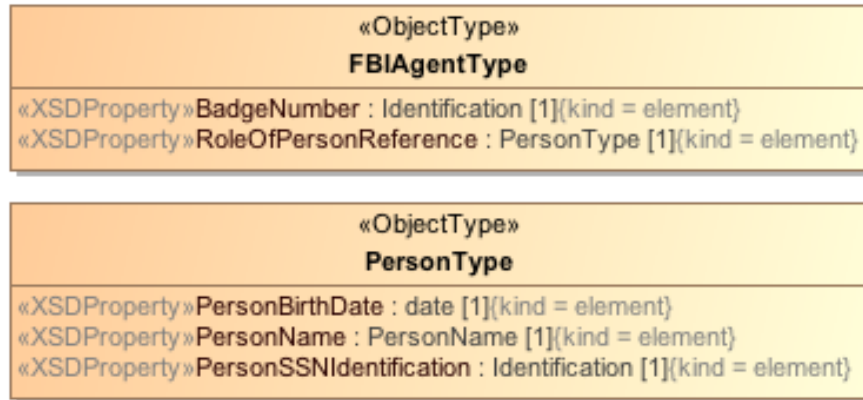 «ObjectType»
FBIAgentType
«XSDProperty»BadgeNumber : Identification [1]{kind = element}
«XSDProperty»RoleOfPersonReference : PersonType [1]{kind = element}
«ObjectType»
PersonType
«XSDProperty»PersonBirthDate : date [1]{kind = element}
«XSDProperty»PersonName : PersonName [1]{kind = element}
«XSDProperty»PersonSSNIdentification : Identification [1]{kind = element}